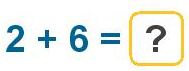 2 + 6 = ?